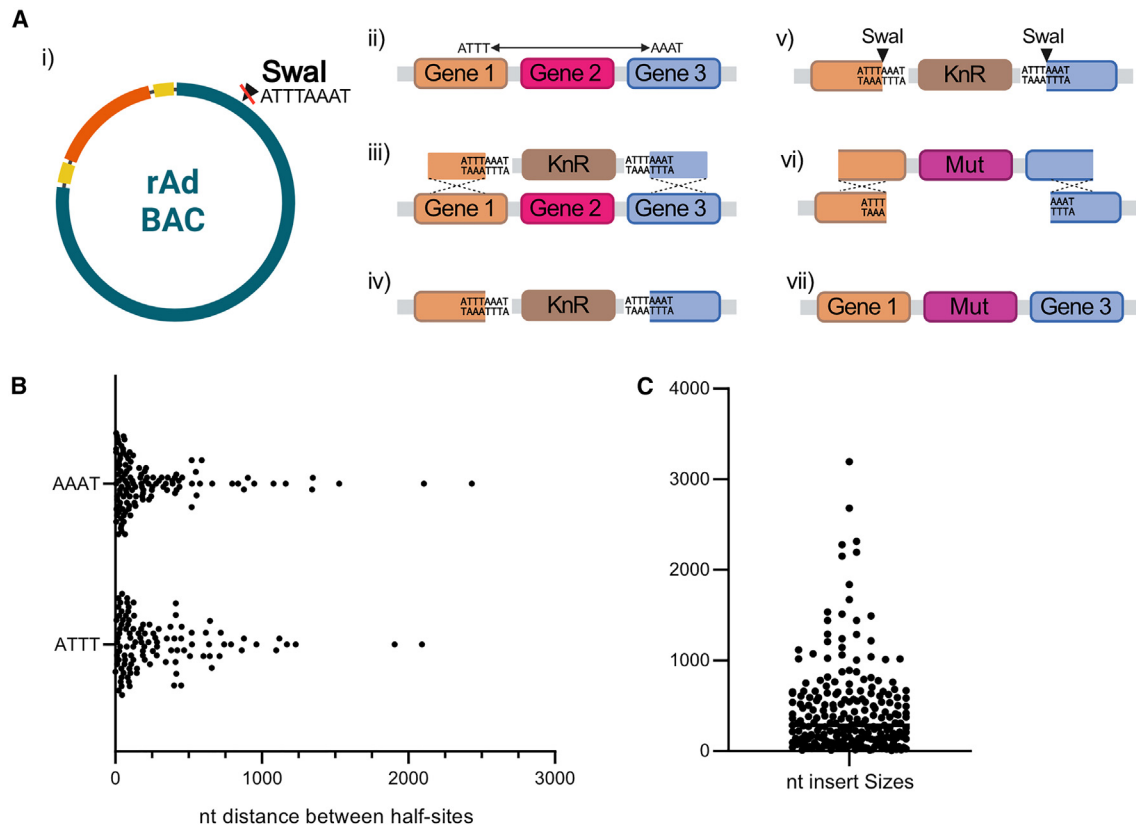 A
i)
SwaI
ATTTAAAT
rAd
BAC
ii)
ATTT AAAT
Gene 1 Gene 2 Gene 3
iii)
ATTTAAAT KnR ATTTAAAT
TAAATTTA TAAATTTA
Gene 1 Gene 2 Gene 3
iv)
ATTTAAAT KnR ATTTAAAT
TAAATTTA TAAATTTA
v)
SwaI SwaI
ATTTAAAT KnR ATTTAAAT
TAAATTTA TAAATTTA
vi)
Mut
ATTT AAAT
TAAA TTTA
vii)
Gene 1 Mut Gene 3
B
AAAT
ATTT
0 1000 2000 3000
nt distance between half-sites
C
4000
3000
2000
1000
0
nt insert Sizes